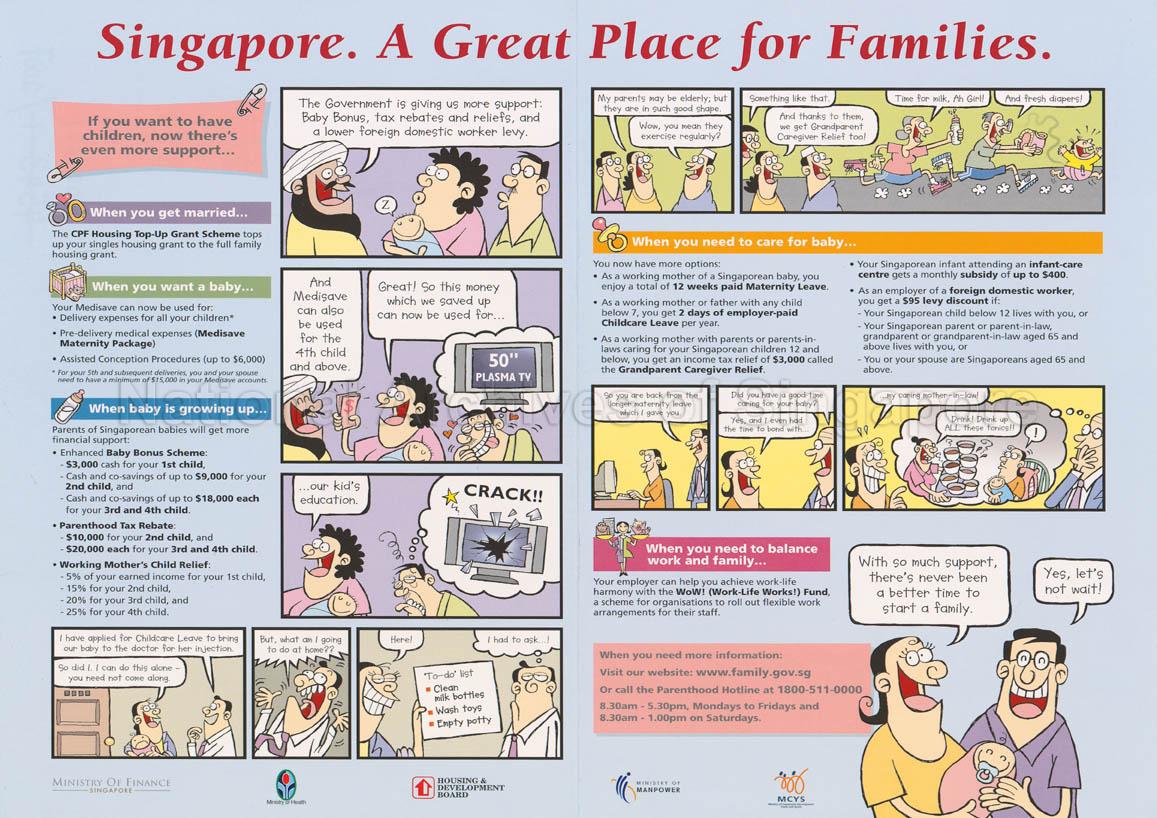 Singapore. A Great Place for Families.
If you want to have
children, now there's
even more support...
When you get married...
The CPF Housing Top-Up Grant Scheme tops
up your singles housing grant to the full family
housing grant.
When you want a baby...
Your Medisave can now be used for:
• Delivery expenses for all your children*
• Pre-delivery medical expenses (Medisave
Maternity Package)
• Assisted Conception Procedures (up to $6,000)
* For your 5th and subsequent deliveries, you and your spouse
need to have a minimum of $15,000 in your Medisave accounts.
When baby is growing up...
Parents of Singaporean babies will get more
financial support:
• Enhanced Baby Bonus Scheme:
- $3,000 cash for your 1st child,
- Cash and co-savings of up to $9,000 for your
2nd child, and
- Cash and co-savings of up to $18,000 each
for your 3rd and 4th child.
• Parenthood Tax Rebate:
- $10,000 for your 2nd child, and
- $20,000 each for your 3rd and 4th child.
• Working Mother's Child Relief:
- 5% of your earned income for your 1st child,
- 15% for your 2nd child,
- 20% for your 3rd child, and
- 25% for your 4th child.
The Government is giving us more support:
Baby Bonus, tax rebates and reliefs, and
a lower foreign domestic worker levy.
Z
And
Medisave
can also
be used
for the
4th child
and above.
Great! So this money
which we saved up
can now be used for...
50"
PLASMA TV
...our kid's
education.
CRACK!!
I have applied for Childcare Leave to bring
our baby to the doctor for her injection.
So did I. I can do this alone -
you need not come along.
But, what am I going
to do at home??
Here!
I had to ask...!
'To-do' list
Clean
milk bottles
Wash toys
Empty potty
My parents may be elderly; but
they are in such good shape.
Wow, you mean they
exercise regularly?
Something like that.
And thanks to them,
we get Grandparent
Caregiver Relief too!
Time for milk, Ah Girl!
And fresh diapers!
When you need to care for baby...
You now have more options:
• As a working mother of a Singaporean baby, you
enjoy a total of 12 weeks paid Maternity Leave.
• As a working mother or father with any child
below 7, you get 2 days of employer-paid
Childcare Leave per year.
• As a working mother with parents or parents-in-
laws caring for your Singaporean children 12 and
below, you get an income tax relief of $3,000 called
the Grandparent Caregiver Relief.
• Your Singaporean infant attending an infant-care
centre gets a monthly subsidy of up to $400.
• As an employer of a foreign domestic worker,
you get a $95 levy discount if:
- Your Singaporean child below 12 lives with you, or
- Your Singaporean parent or parent-in-law,
grandparent or grandparent-in-law aged 65 and
above lives with you, or
- You or your spouse are Singaporeans aged 65 and
above.
So you are back from the
longer maternity leave
which I gave you.
Did you have a good time
caring for your baby?
Yes, and I even had
the time to bond with...
...my caring mother-in-law!
Drink! Drink up
ALL these tonics!!
!
When you need to balance
work and family...
Your employer can help you achieve work-life
harmony with the WoW! (Work-Life Works!) Fund,
a scheme for organisations to roll out flexible work
arrangements for their staff.
With so much support,
there's never been
a better time to
start a family.
Yes, let's
not wait!
When you need more information:
Visit our website: www.family.gov.sg
Or call the Parenthood Hotline at 1800-511-0000
8.30am - 5.30pm, Mondays to Fridays and
8.30am - 1.00pm on Saturdays.
MINISTRY OF FINANCE
SINGAPORE
Ministry of Health
HOUSING &
DEVELOPMENT
BOARD
MINISTRY OF
MANPOWER
MCYS
National Archives of Singapore